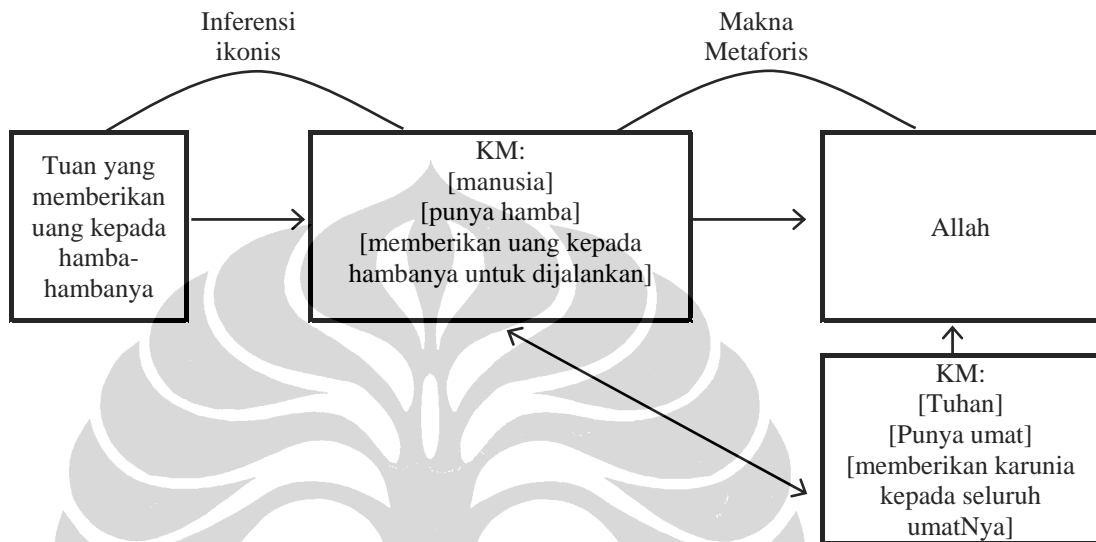 Inferensi
ikonis
Makna
Metaforis
Tuan yang
memberikan
uang kepada
hamba-
hambanya
KM:
[manusia]
[punya hamba]
[memberikan uang kepada
hambanya untuk dijalankan]
Allah
KM:
[Tuhan]
[Punya umat]
[memberikan karunia
kepada seluruh
umatNya]